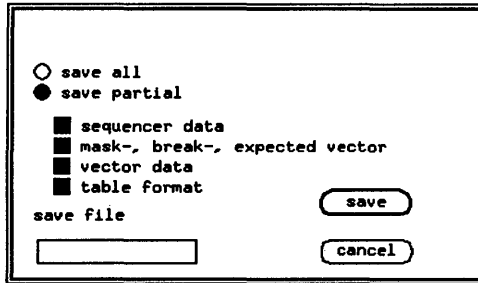 save all
save partial
sequencer data
mask-, break-, expected vector
vector data
table format
save file
save
cancel